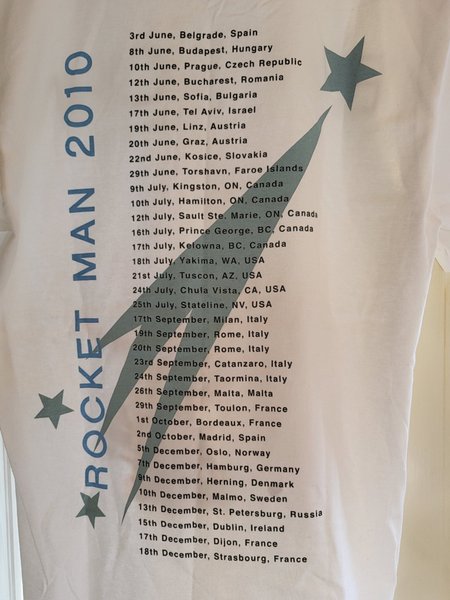 ROCKET MAN 2010
3rd June, Belgrade, Spain
8th June, Budapest, Hungary
10th June, Prague, Czech Republic
12th June, Bucharest, Romania
13th June, Sofia, Bulgaria
17th June, Tel Aviv, Israel
19th June, Linz, Austria
20th June, Graz, Austria
22nd June, Kosice, Slovakia
29th June, Torshavn, Faroe Islands
9th July, Kingston, ON, Canada
10th July, Hamilton, ON, Canada
12th July, Sault Ste, Marie, ON, Canada
16th July, Prince George, BC, Canada
17th July, Kelowna, BC, Canada
18th July, Yakima, WA, USA
21st July, Tuscon, AZ, USA
24th July, Chula Vista, CA, USA
25th July, Stateline, NV, USA
17th September, Milan, Italy
19th September, Rome, Italy
20th September, Rome, Italy
23rd September, Catanzaro, Italy
24th September, Taormina, Italy
26th September, Malta, Malta
29th September, Toulon, France
1st October, Bordeaux, France
2nd October, Madrid, Spain
5th December, Oslo, Norway
7th December, Hamburg, Germany
9th December, Herning, Denmark
10th December, Malmo, Sweden
13th December, St. Petersburg, Russia
15th December, Dublin, Ireland
17th December, Dijon, France
18th December, Strasbourg, France